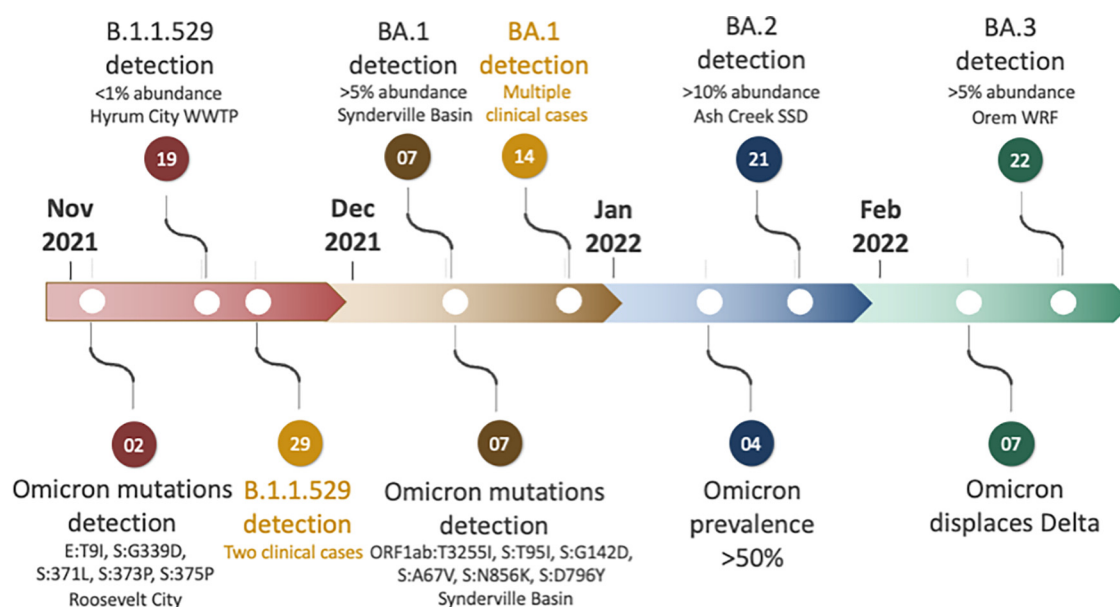 B.1.1.529
detection
<1% abundance
Hyrum City WWTP
19
BA.1
detection
>5% abundance
Synderville Basin
07
BA.1
detection
Multiple
clinical cases
14
BA.2
detection
>10% abundance
Ash Creek SSD
21
BA.3
detection
>5% abundance
Orem WRF
22
Nov
2021
Dec
2021
Jan
2022
Feb
2022
02
Omicron mutations
detection
E:T9I, S:G339D,
S:371L, S:373P, S:375P
Roosevelt City
29
B.1.1.529
detection
Two clinical cases
07
Omicron mutations
detection
ORF1ab:T3255I, S:T95I, S:G142D,
S:A67V, S:N856K, S:D796Y
Synderville Basin
04
Omicron
prevalence
>50%
07
Omicron
displaces Delta